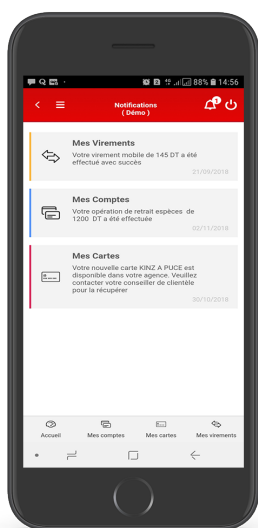 88% 14:56
Notifications
( Démo )
1
Mes Virements
Votre virement mobile de 145 DT a été
effectué avec succès
21/09/2018
Mes Comptes
Votre opération de retrait espèces de
1200 DT a été effectuée
02/11/2018
Mes Cartes
Votre nouvelle carte KINZ A PUCE est
disponible dans votre agence. Veuillez
contacter votre conseiller de clientèle
pour la récupérer
30/10/2018
Accueil Mes comptes Mes cartes Mes virements